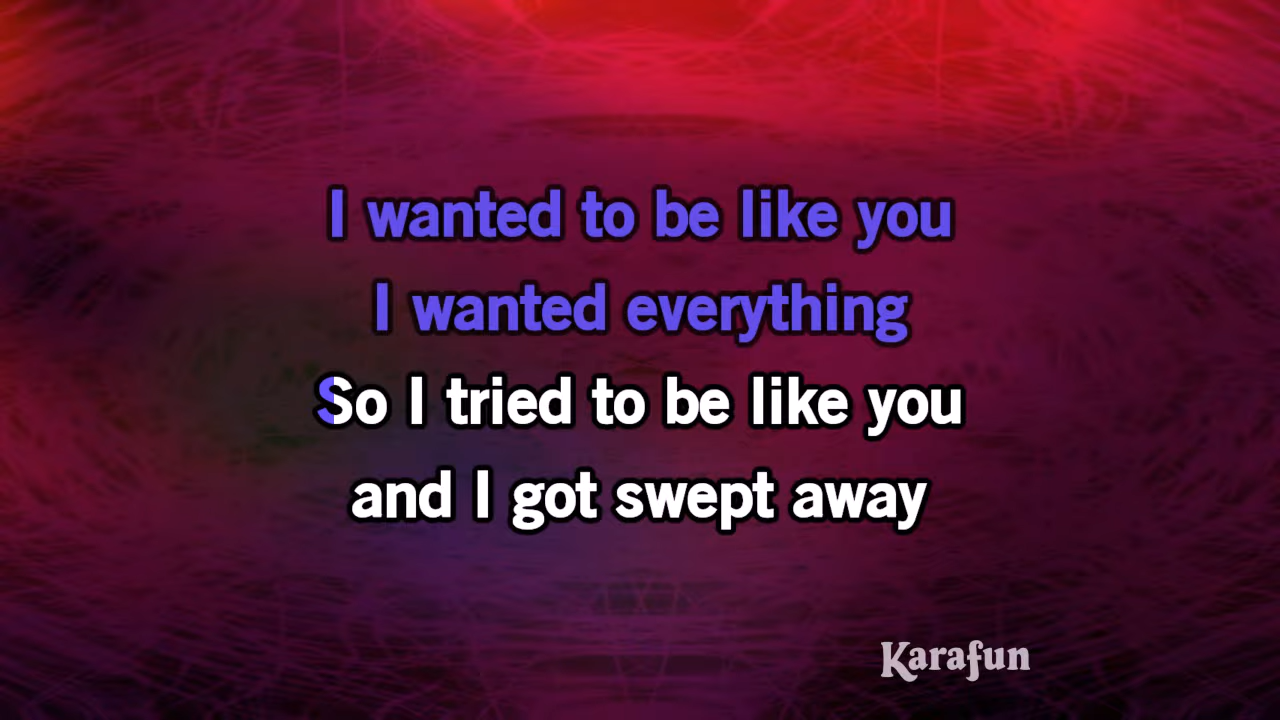 I wanted to be like you
I wanted everything
So I tried to be like you
and I got swept away
Karafun